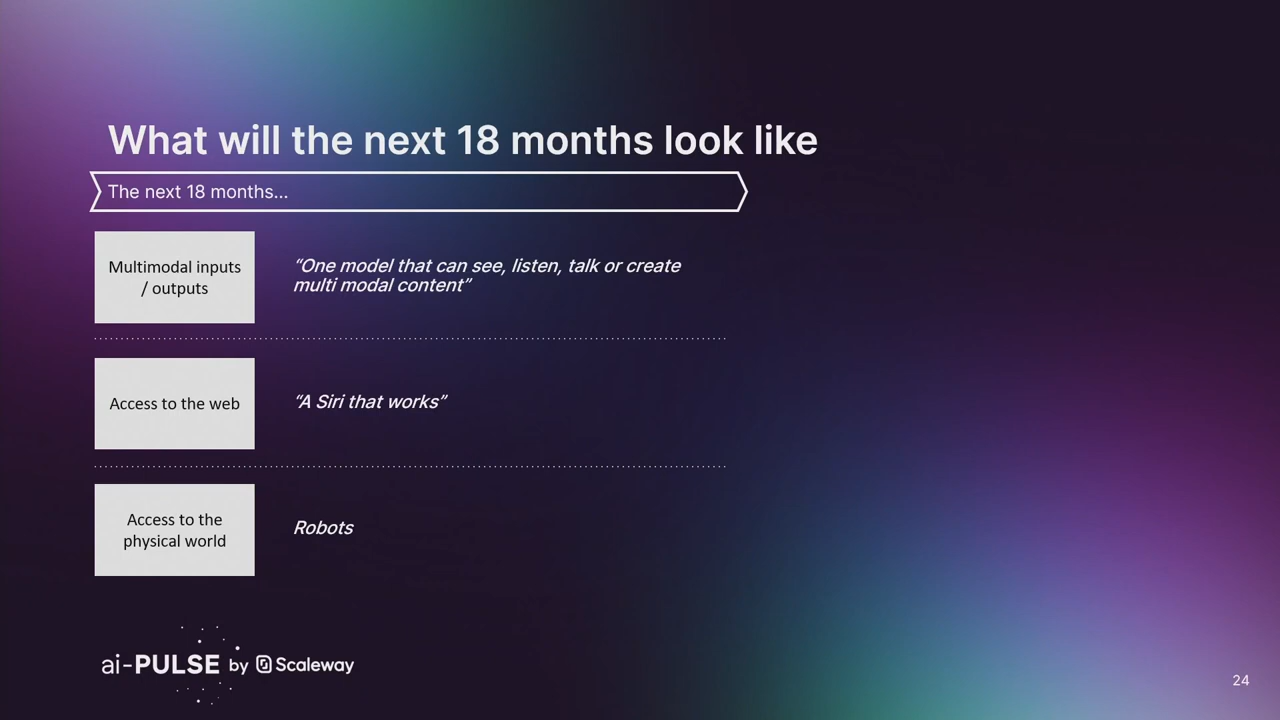 What will the next 18 months look like
The next 18 months...
Multimodal inputs
/ outputs
“One model that can see, listen, talk or create
multi modal content”
Access to the web
“A Siri that works”
Access to the
physical world
Robots
ai-PULSE by Scaleway
24